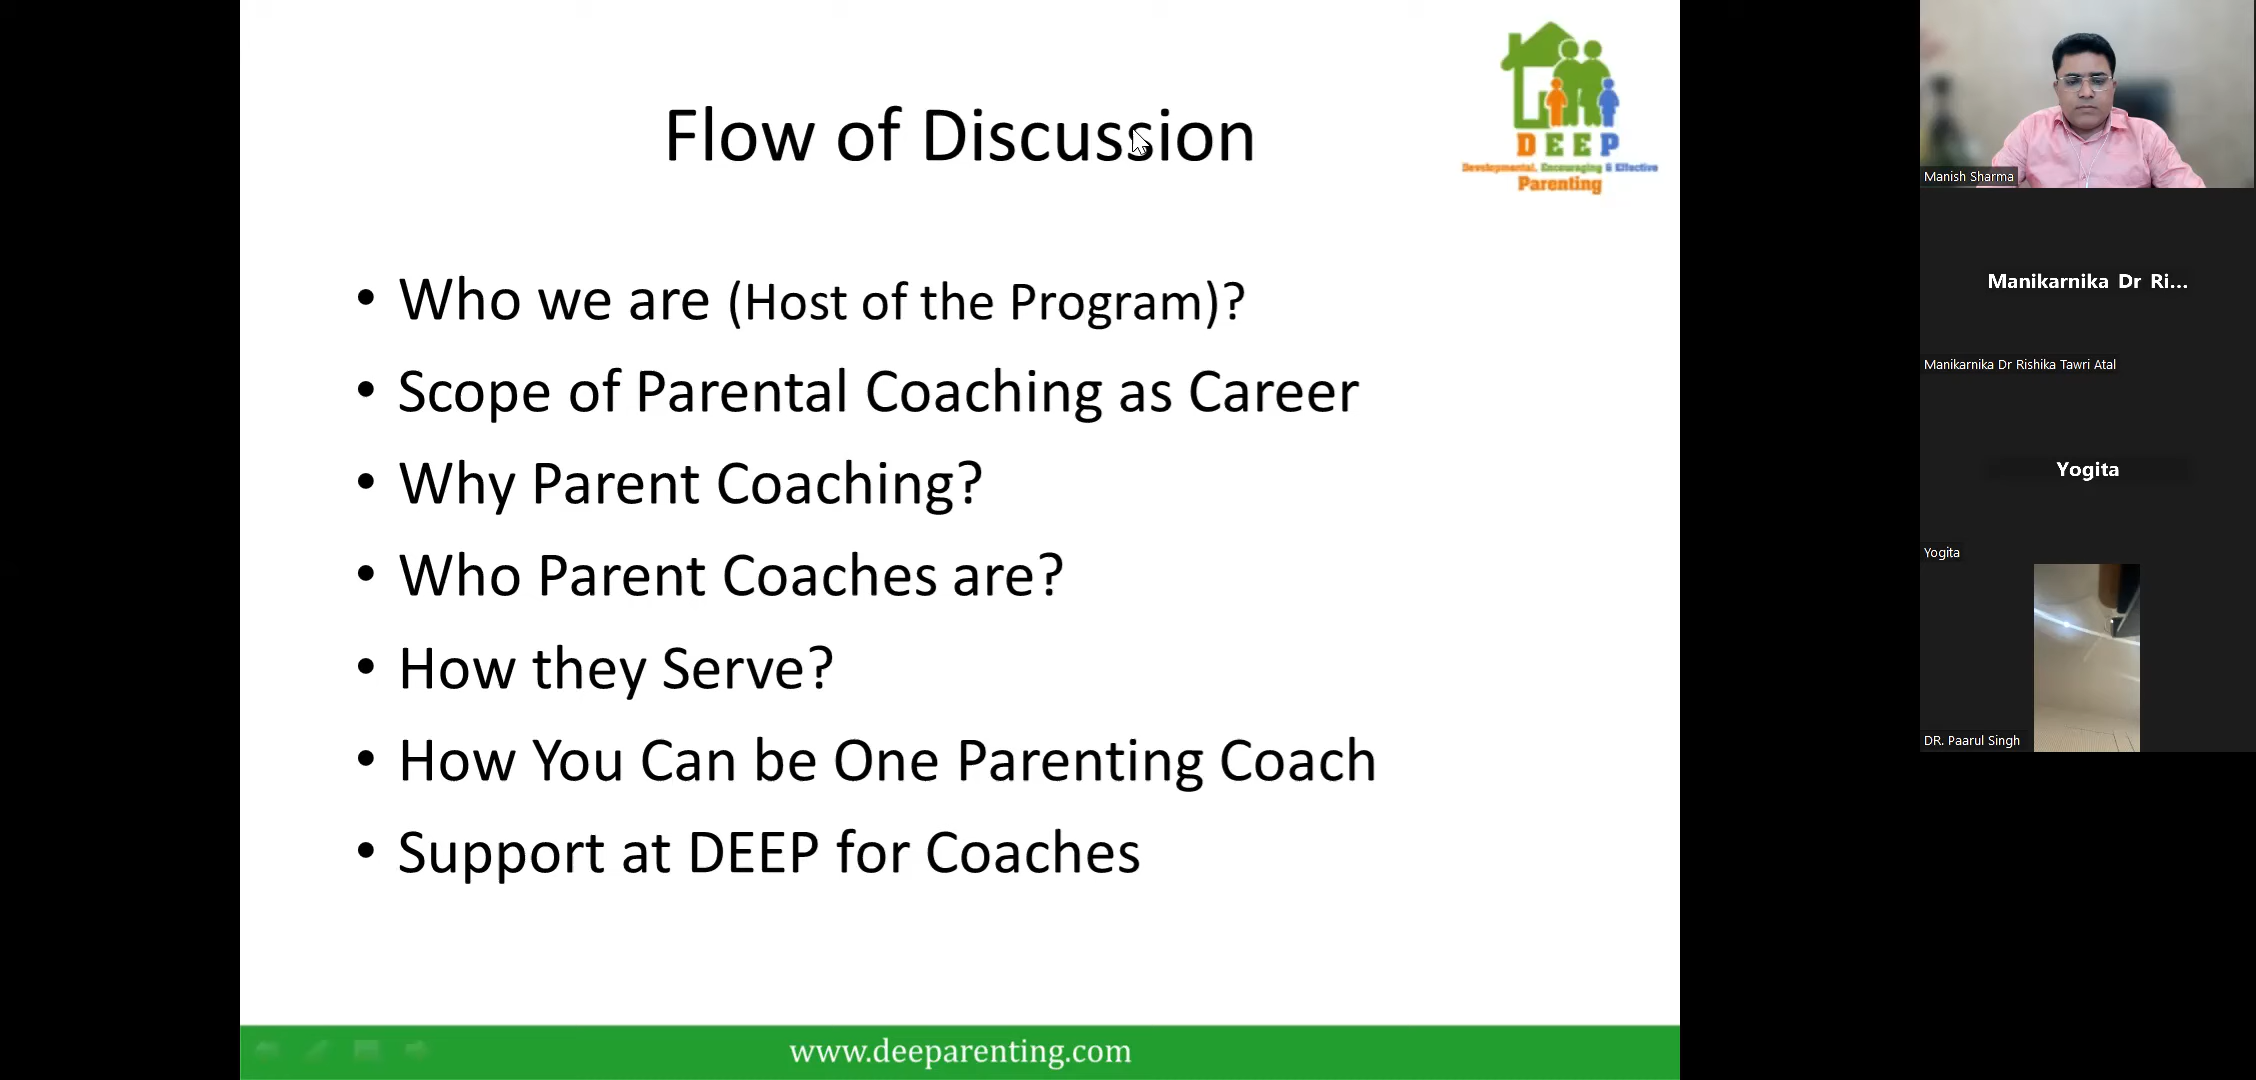 Flow of Discussion
DEEP
Developmental, Encouraging & Effective
Parenting
• Who we are (Host of the Program)?
• Scope of Parental Coaching as Career
• Why Parent Coaching?
• Who Parent Coaches are?
• How they Serve?
• How You Can be One Parenting Coach
• Support at DEEP for Coaches
www.deeparenting.com
Manish Sharma
Manikarnika Dr Ri...
Manikarnika Dr Rishika Tawri Atal
Yogita
Yogita
DR. Paarul Singh